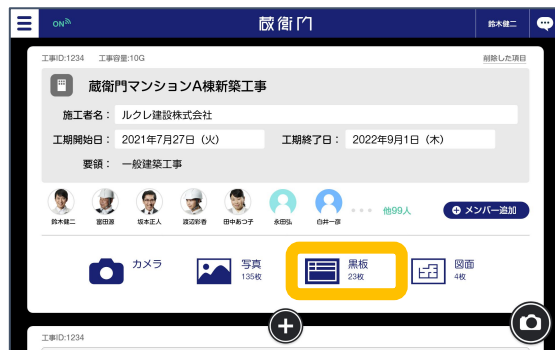 ON
蔵衛門
鈴木健二
工事ID:1234 工事容量:10G
削除した項目
蔵衛門マンションA棟新築工事
施工者名： ルクレ建設株式会社
工期開始日： 2021年7月27日（火） 工期終了日： 2022年9月1日（木）
要領： 一般建築工事
他99人
メンバー追加
鈴木健二 富田源 坂本正人 渡辺彩香 田中あつ子 永田弘 白井一彦
カメラ 写真 黒板 図面
135枚 23枚 4枚
工事ID:1234